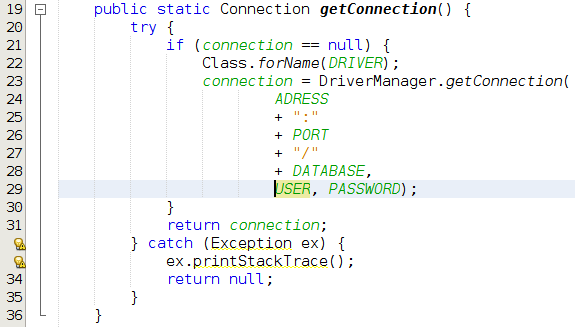 19 public static Connection getConnection() {
20 try {
21 if (connection == null) {
22 Class.forName(DRIVER);
23 connection = DriverManager.getConnection(
24 ADRESS
25 + ":"
26 + PORT
27 + "/"
28 + DATABASE,
29 USER, PASSWORD);
30 }
31 return connection;
} catch (Exception ex) {
ex.printStackTrace();
34 return null;
35 }
36 }